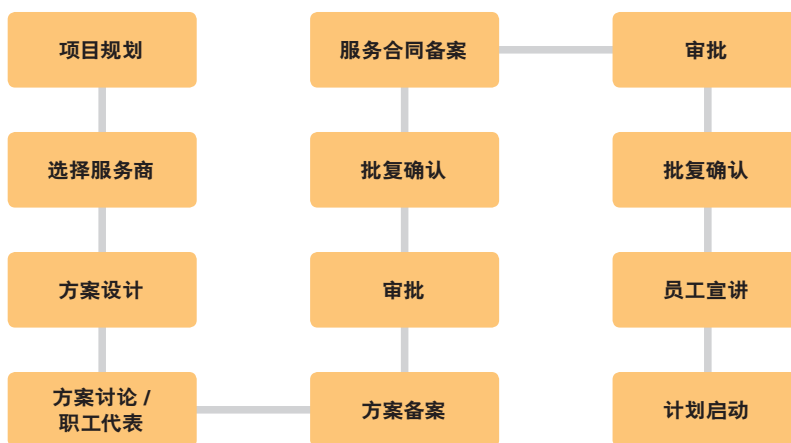 项目规划
选择服务商
方案设计
方案讨论 /
职工代表
方案备案
审批
批复确认
服务合同备案
审批
批复确认
员工宣讲
计划启动